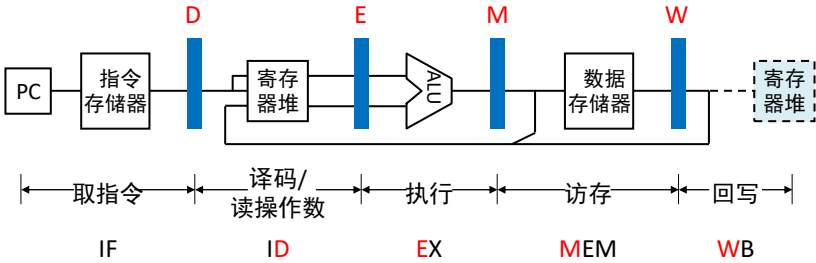 D E M W
PC
指令
存储器
寄存
器堆
ALU
数据
存储器
寄存
器堆
取指令
译码/
读操作数
执行
访存
回写
IF ID EX MEM WB